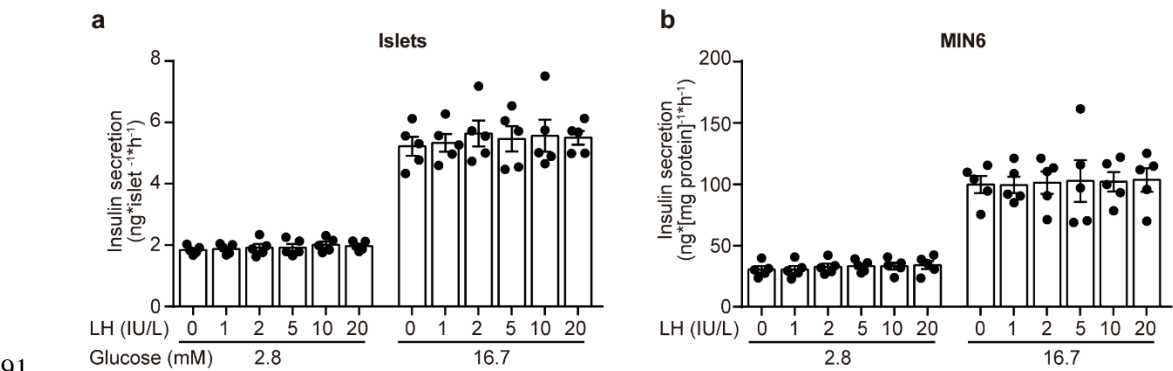 a
Islets
Insulin secretion
(ng*islet ⁻¹*h⁻¹)
8
6
4
2
0
LH (IU/L) 0 1 2 5 10 20 0 1 2 5 10 20
Glucose (mM) 2.8 16.7
b
MIN6
Insulin secretion
(ng*[mg protein]⁻¹*h⁻¹)
200
150
100
50
0
LH (IU/L) 0 1 2 5 10 20 0 1 2 5 10 20
2.8 16.7
91